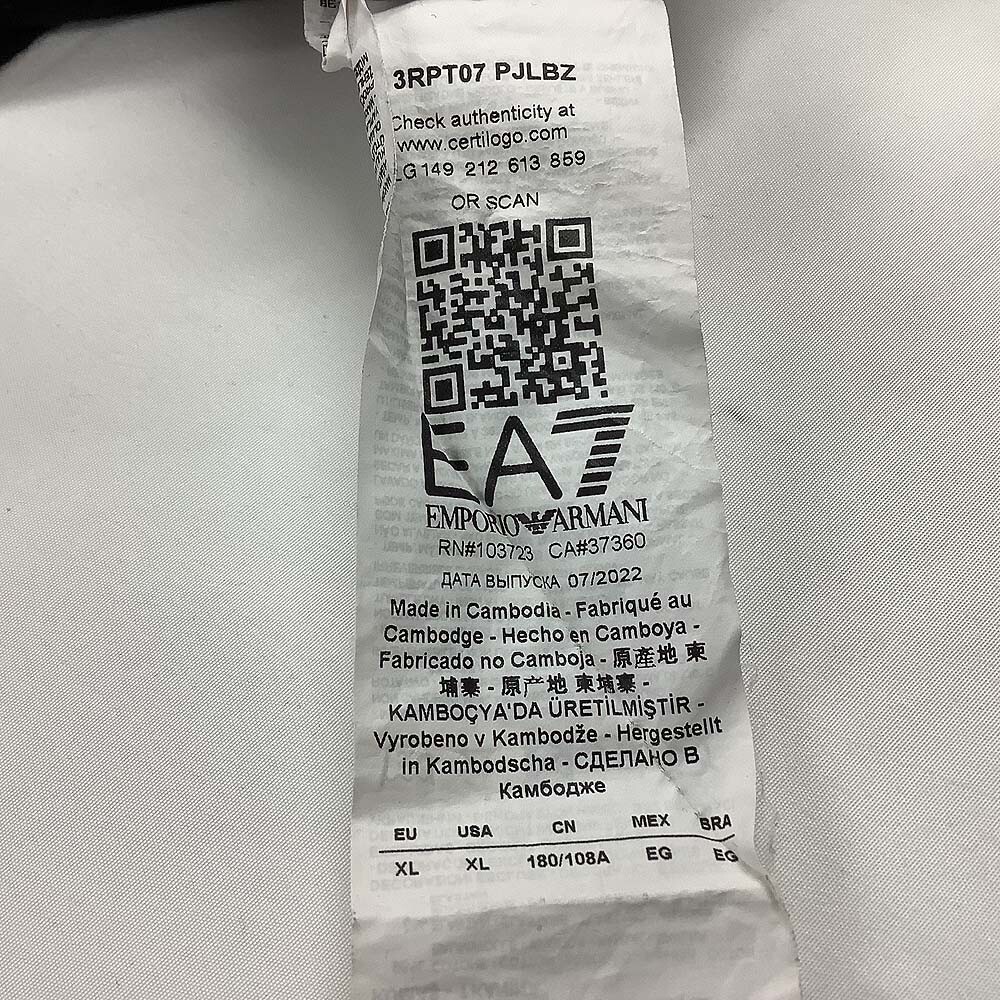 3RPT07 PJLBZ
Check authenticity at
www.certilogo.com
LG 149 212 613 859
OR SCAN
EA7
EMPORIO ARMANI
RN#103723 CA#37360
ДАТА ВЫПУСКА 07/2022
Made in Cambodia - Fabriqué au
Cambodge - Hecho en Camboya -
Fabricado no Camboja - 原產地 柬
埔寨 - 原产地 柬埔寨 -
KAMBOÇYA'DA ÜRETİLMİŞTİR -
Vyrobeno v Kambodže - Hergestellt
in Kambodscha - СДЕЛАНО В
Камбодже
EU USA CN MEX BRA
XL XL 180/108A EG EG